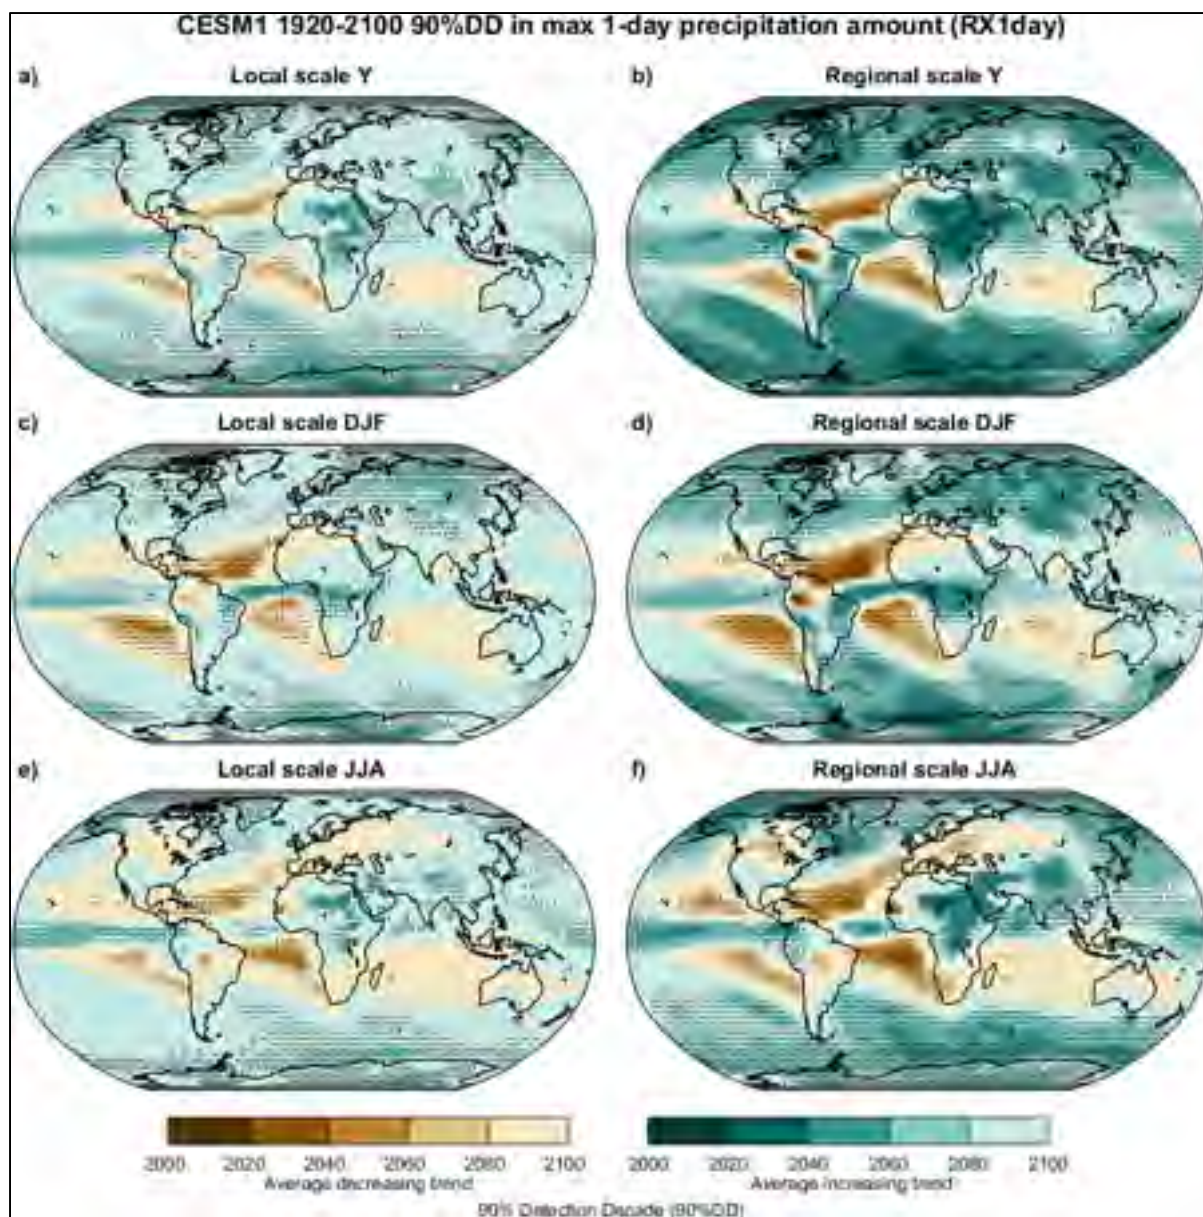 CESM1 1920-2100 90%DD in max 1-day precipitation amount (RX1day)
a) Local scale Y
b) Regional scale Y
c) Local scale DJF
d) Regional scale DJF
e) Local scale JJA
f) Regional scale JJA
2000 2020 2040 2060 2080 2100
Average decreasing trend
2000 2020 2040 2060 2080 2100
Average increasing trend
90% Detection Decade (90%DD)